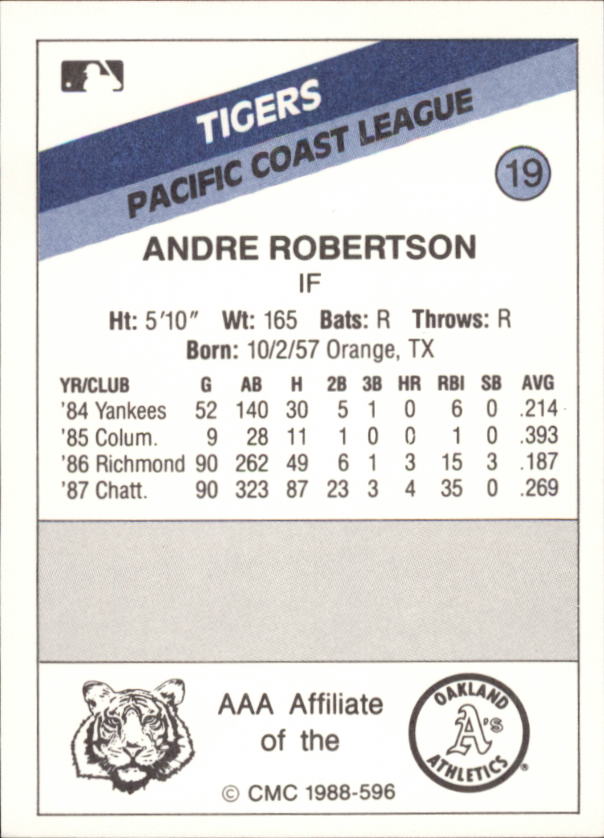 TIGERS
PACIFIC COAST LEAGUE
19
ANDRE ROBERTSON
IF
Ht: 5'10" Wt: 165 Bats: R Throws: R
Born: 10/2/57 Orange, TX
YR/CLUB G AB H 2B 3B HR RBI SB AVG
'84 Yankees 52 140 30 5 1 0 6 0 .214
'85 Colum. 9 28 11 1 0 0 1 0 .393
'86 Richmond 90 262 49 6 1 3 15 3 .187
'87 Chatt. 90 323 87 23 3 4 35 0 .269
AAA Affiliate
of the
© CMC 1988-596
OAKLAND
A's
ATHLETICS®